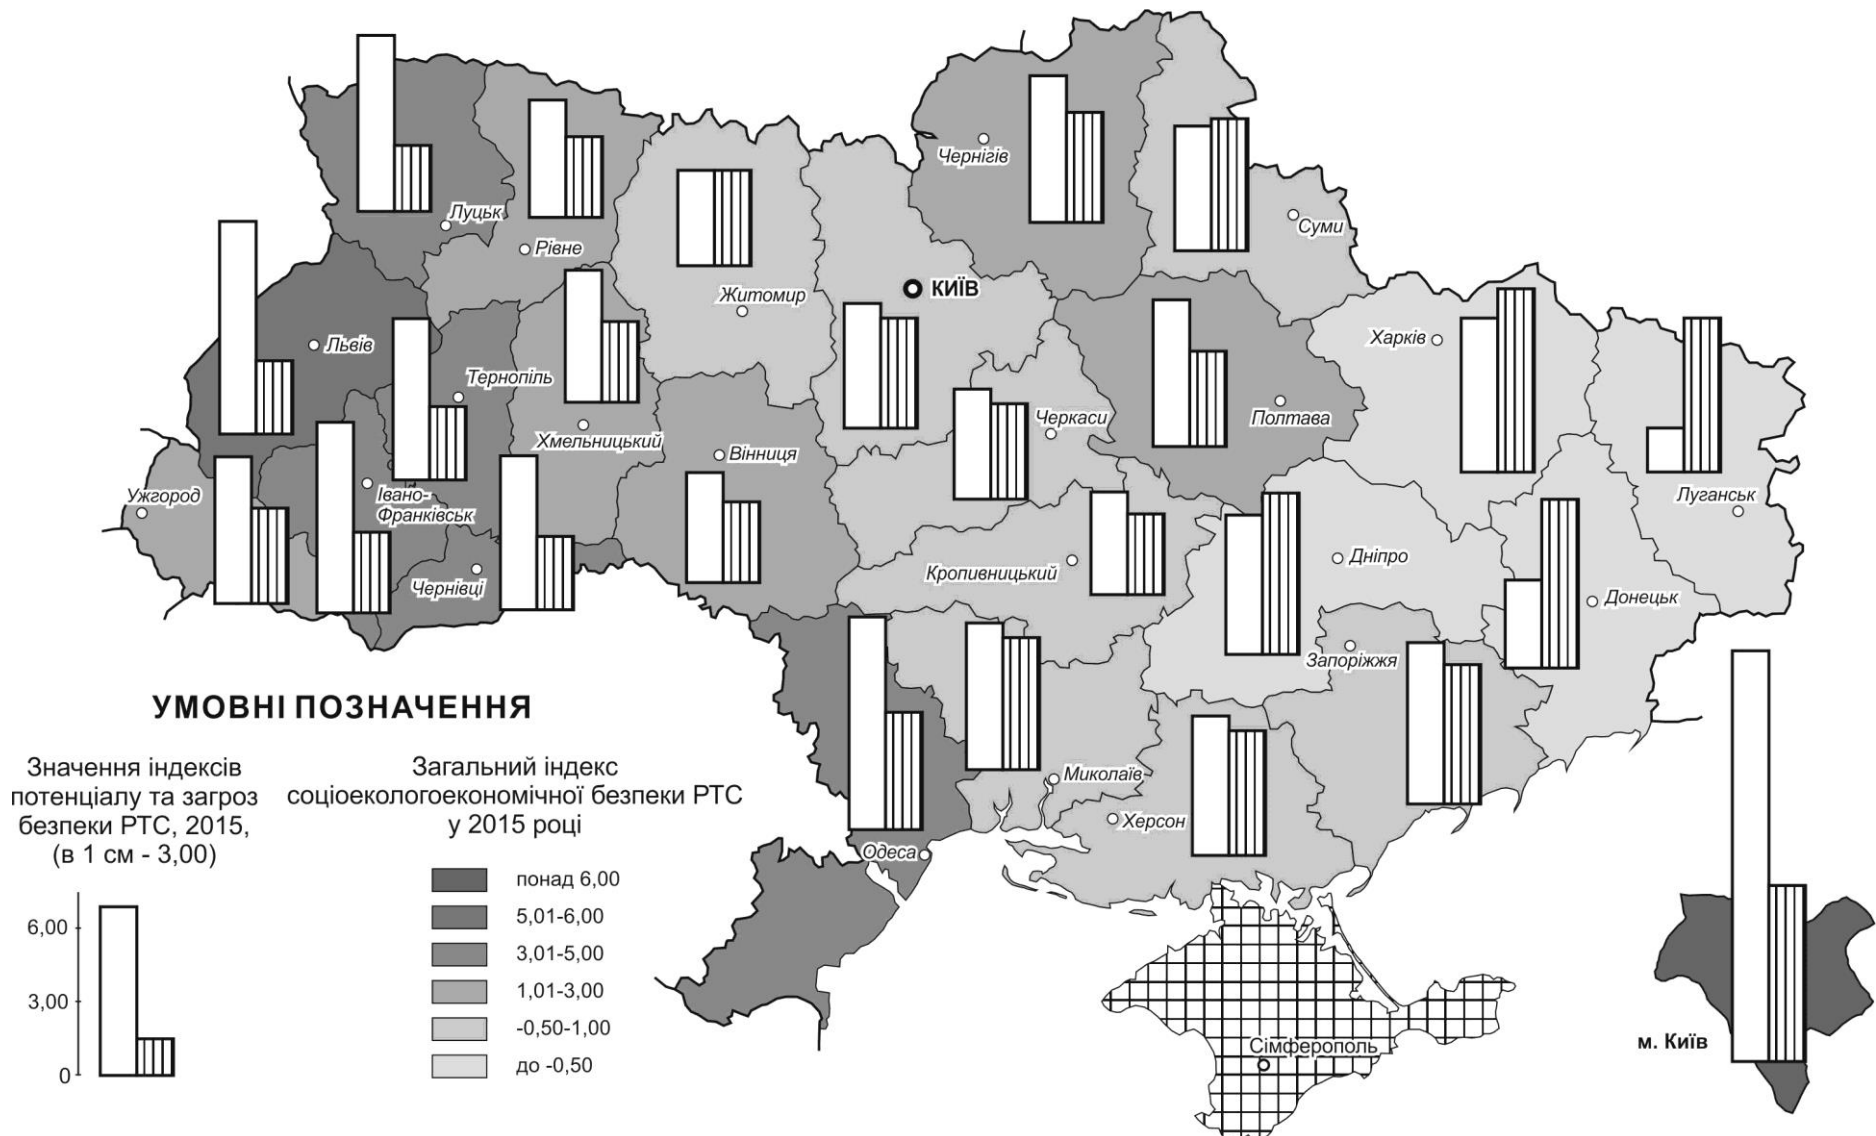 Чернігів
Суми
Луцьк
Рівне
КИЇВ
Житомир
Львів
Харків
Тернопіль
Полтава
Черкаси
Хмельницький
Вінниця
Ужгород
Івано-
Франківськ
Луганськ
Дніпро
Кропивницький
Чернівці
Донецьк
Запоріжжя
Миколаїв
Херсон
Одеса
Сімферополь
м. Київ
УМОВНІ ПОЗНАЧЕННЯ
Значення індексів
потенціалу та загроз
безпеки РТС, 2015,
(в 1 см - 3,00)
6,00
3,00
0
Загальний індекс
соціоекологоекономічної безпеки РТС
у 2015 році
понад 6,00
5,01-6,00
3,01-5,00
1,01-3,00
-0,50-1,00
до -0,50